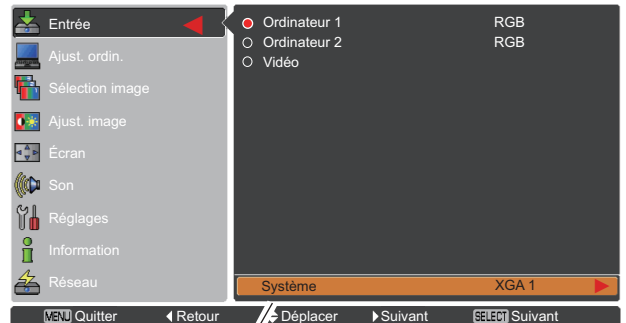 Entrée
Ajust. ordin.
Sélection image
Ajust. image
Écran
Son
Réglages
Information
Réseau
Ordinateur 1 RGB
Ordinateur 2 RGB
Vidéo
Système XGA 1
MENU Quitter Retour Déplacer Suivant SELECT Suivant